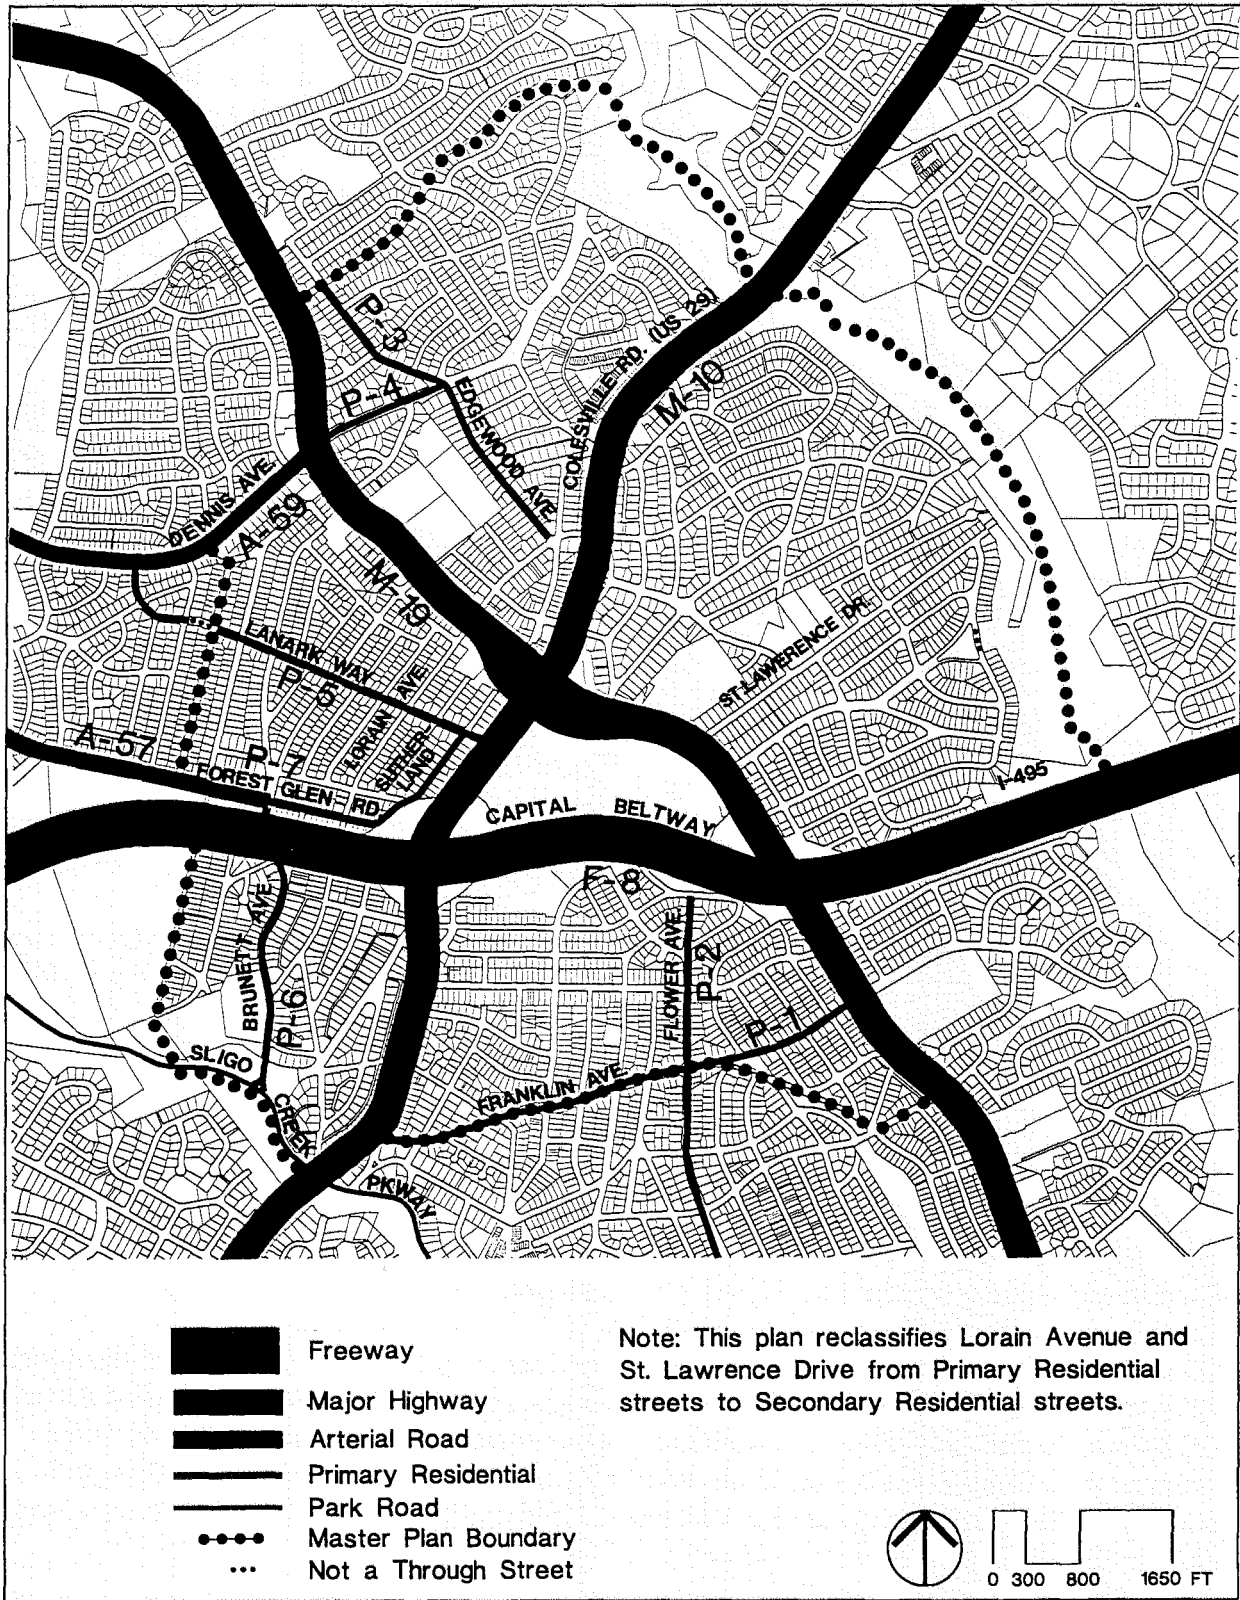 P-3
COLESVILLE RD. (US 29)
M-10
P-4
EDGEWOOD AVE.
DENNIS AVE.
A-59
M-19
LANARK WAY
P-5
LORAIN AVE.
ST. LAWERENCE DR.
SUTHER-
LAND
A-57
P-7
FOREST GLEN RD
I-495
CAPITAL BELTWAY
F-8
BRUNETT AVE
P-6
FLOWER AVE.
P-2
P-1
SLIGO
CREEK
PKWAY
FRANKLIN AVE.
Freeway
Major Highway
Arterial Road
Primary Residential
Park Road
Master Plan Boundary
Not a Through Street
Note: This plan reclassifies Lorain Avenue and
St. Lawrence Drive from Primary Residential
streets to Secondary Residential streets.
0 300 800 1650 FT